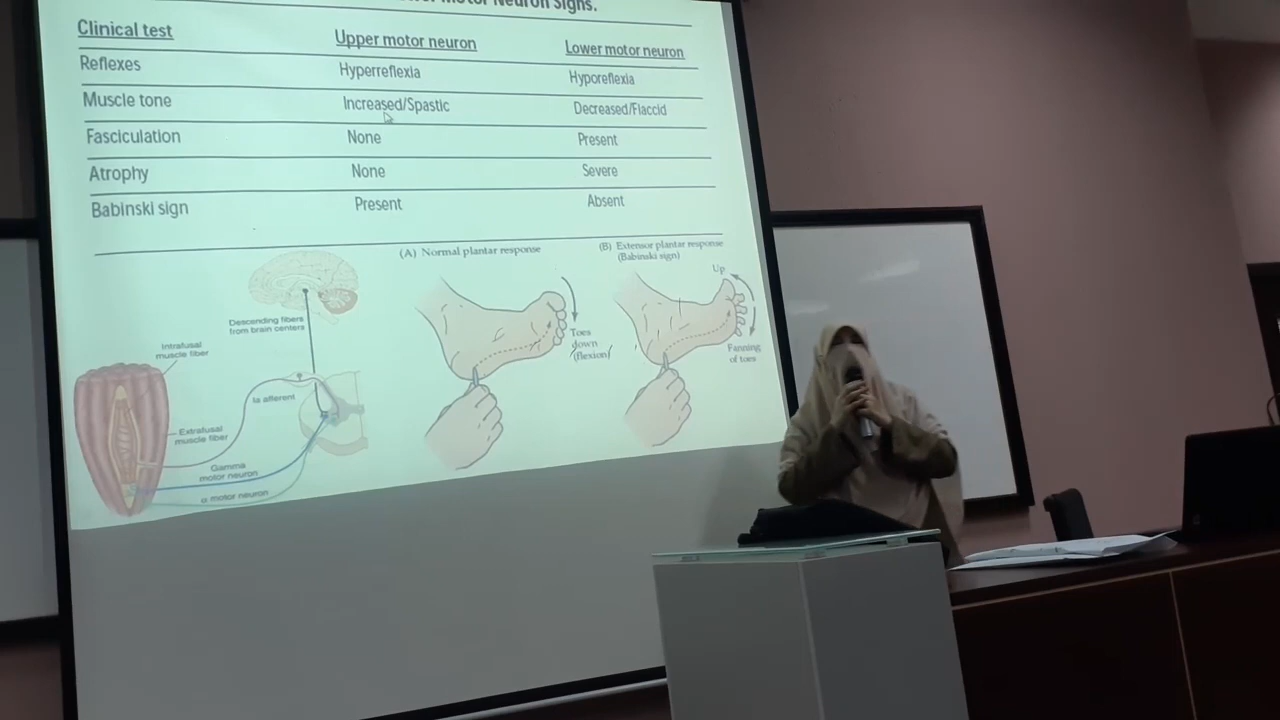 Motor Neuron Signs.
Clinical test Upper motor neuron Lower motor neuron
Reflexes Hyperreflexia Hyporeflexia
Muscle tone Increased/Spastic Decreased/Flaccid
Fasciculation None Present
Atrophy None Severe
Babinski sign Present Absent
(A) Normal plantar response
(B) Extensor plantar response
(Babinski sign)
Up
Descending fibers
from brain centers
Toes
down
(flexion)
Fanning
of toes
Intrafusal
muscle fiber
Ia afferent
Extrafusal
muscle fiber
Gamma
motor neuron
α motor neuron